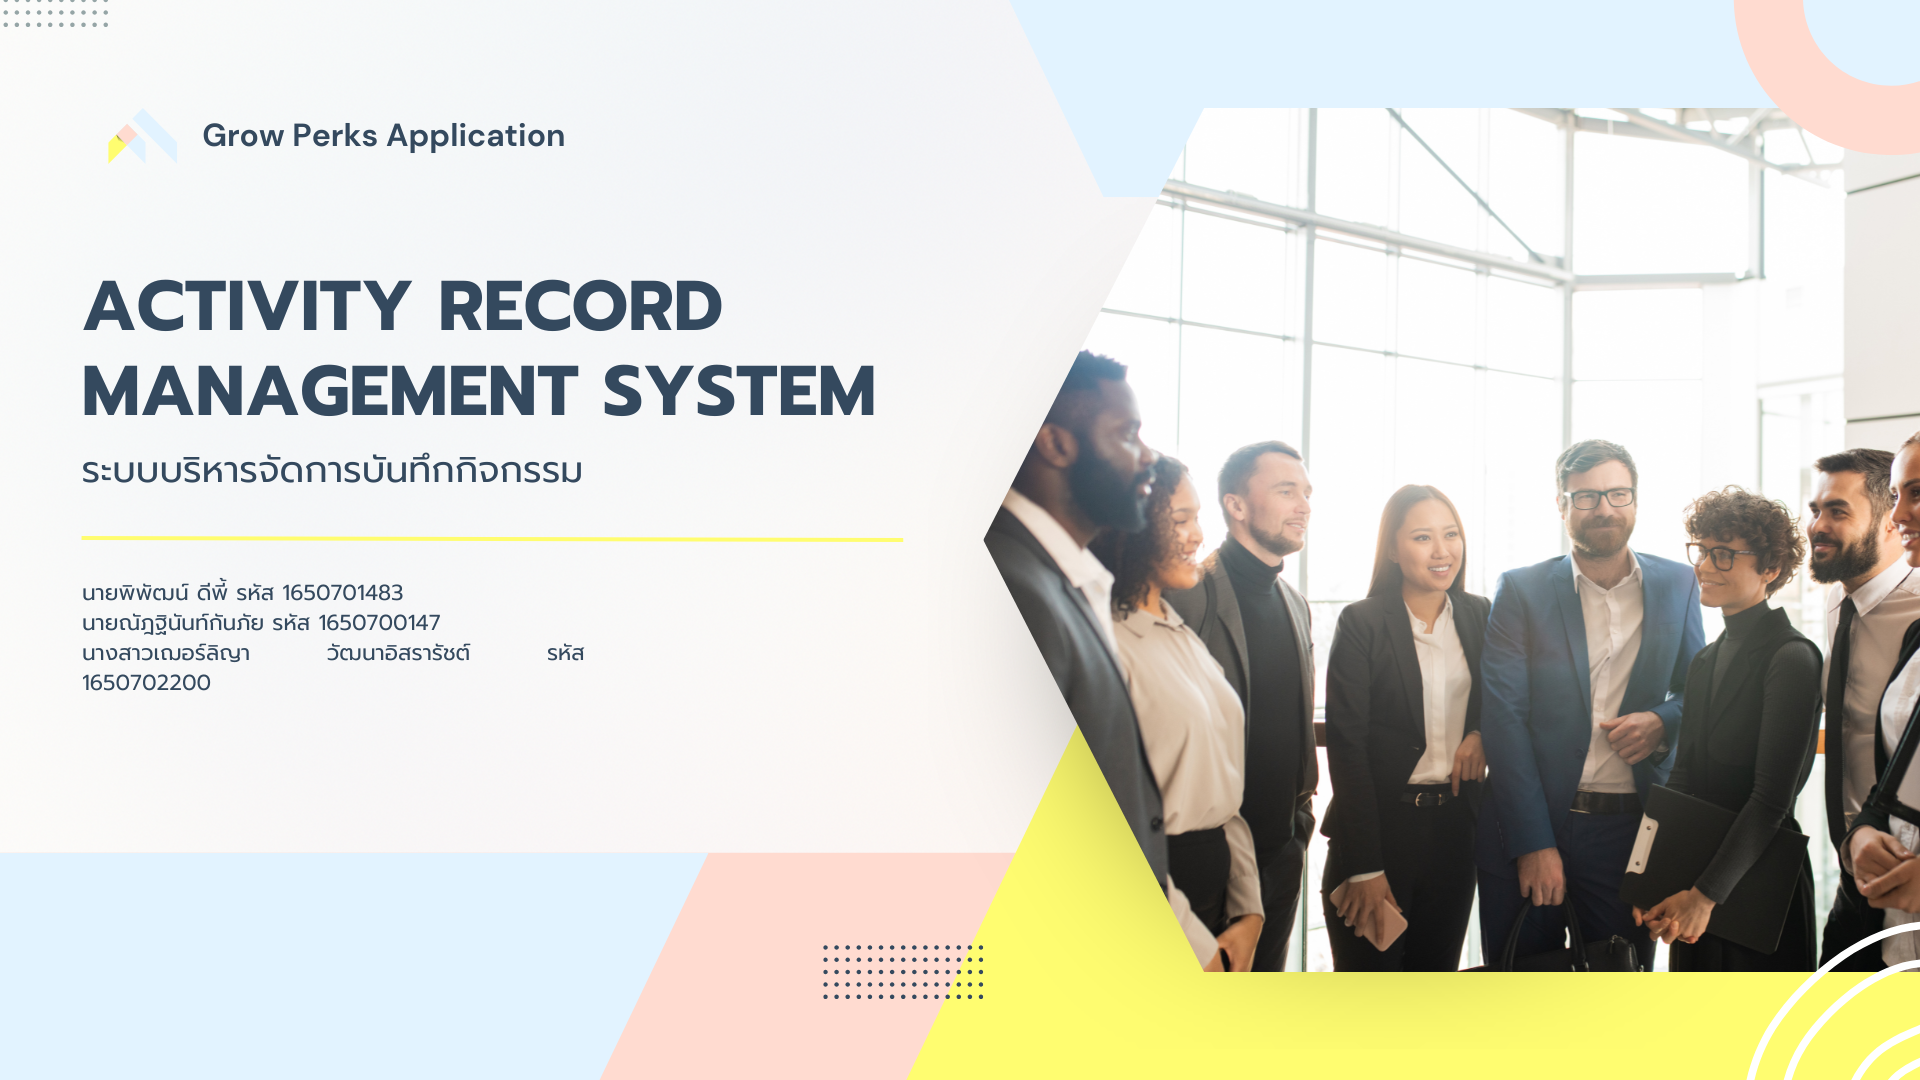 Grow Perks Application
ACTIVITY RECORD
MANAGEMENT SYSTEM
ระบบบริหารจัดการบันทึกกิจกรรม
นายพิพัฒน์ ดีพี้ รหัส 1650701483
นายณัฎฐินันท์กันภัย รหัส 1650700147
นางสาวเฌอร์ลิญา วัฒนาอิสรารัชต์ รหัส
1650702200